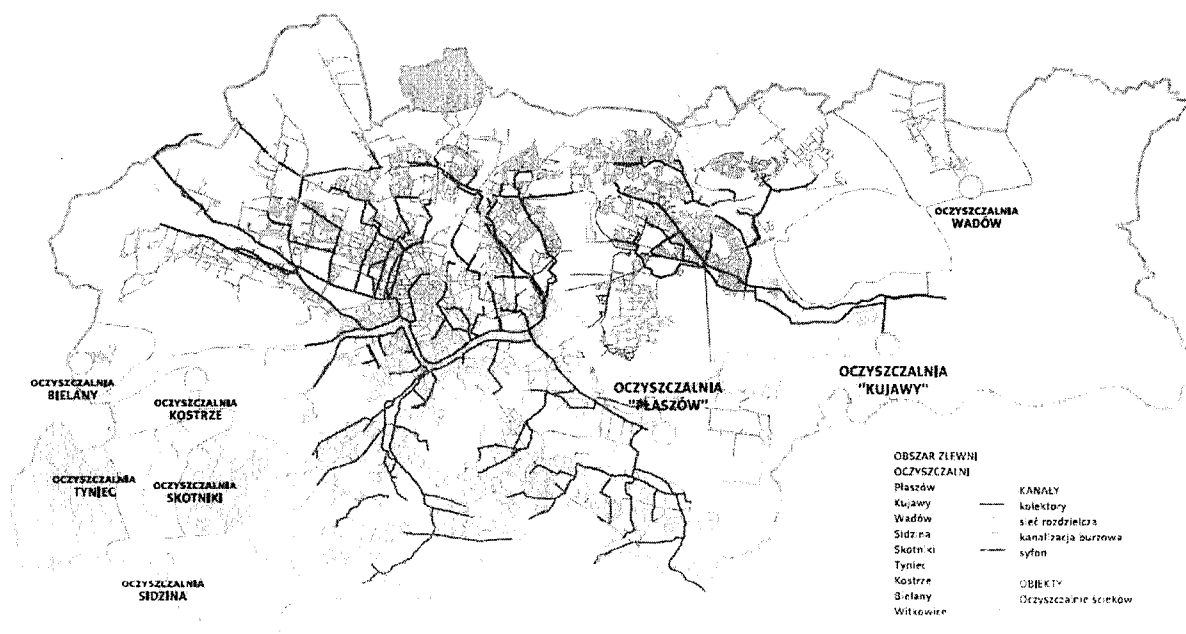 OCZYSZCZALNIA
WADÓW
OCZYSZCZALNIA
"KUJAWY"
OCZYSZCZALNIA
"PŁASZÓW"
OCZYSZCZALNIA
BIELANY
OCZYSZCZALNIA
KOSTRZE
OCZYSZCZALNIA
TYNIEC
OCZYSZCZALNIA
SKOTNIKI
OCZYSZCZALNIA
SIDZINA
OBSZAR ZLEWNI
OCZYSZCZALNI
Płaszów
Kujawy
Wadów
Sidzina
Skotniki
Tyniec
Kostrze
Bielany
Witkowice
KANAŁY
kolektory
sieć rozdzielcza
kanalizacja burzowa
syfon
OBIEKTY
Oczyszczalnie ścieków